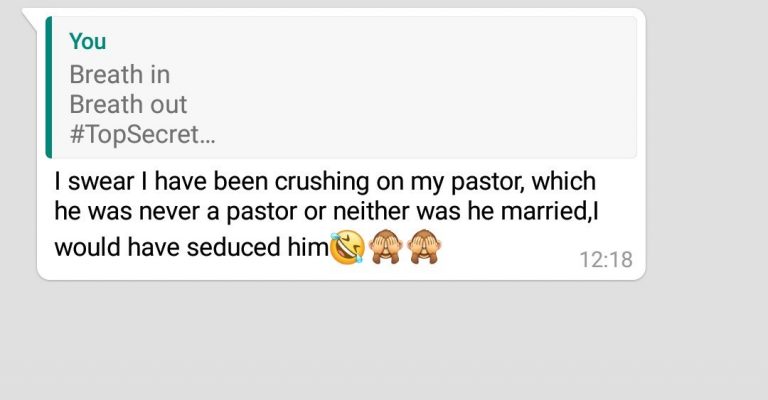 You
Breath in
Breath out
#TopSecret...
I swear I have been crushing on my pastor, which
he was never a pastor or neither was he married,I
would have seduced him🤣🙈🙈
12:18